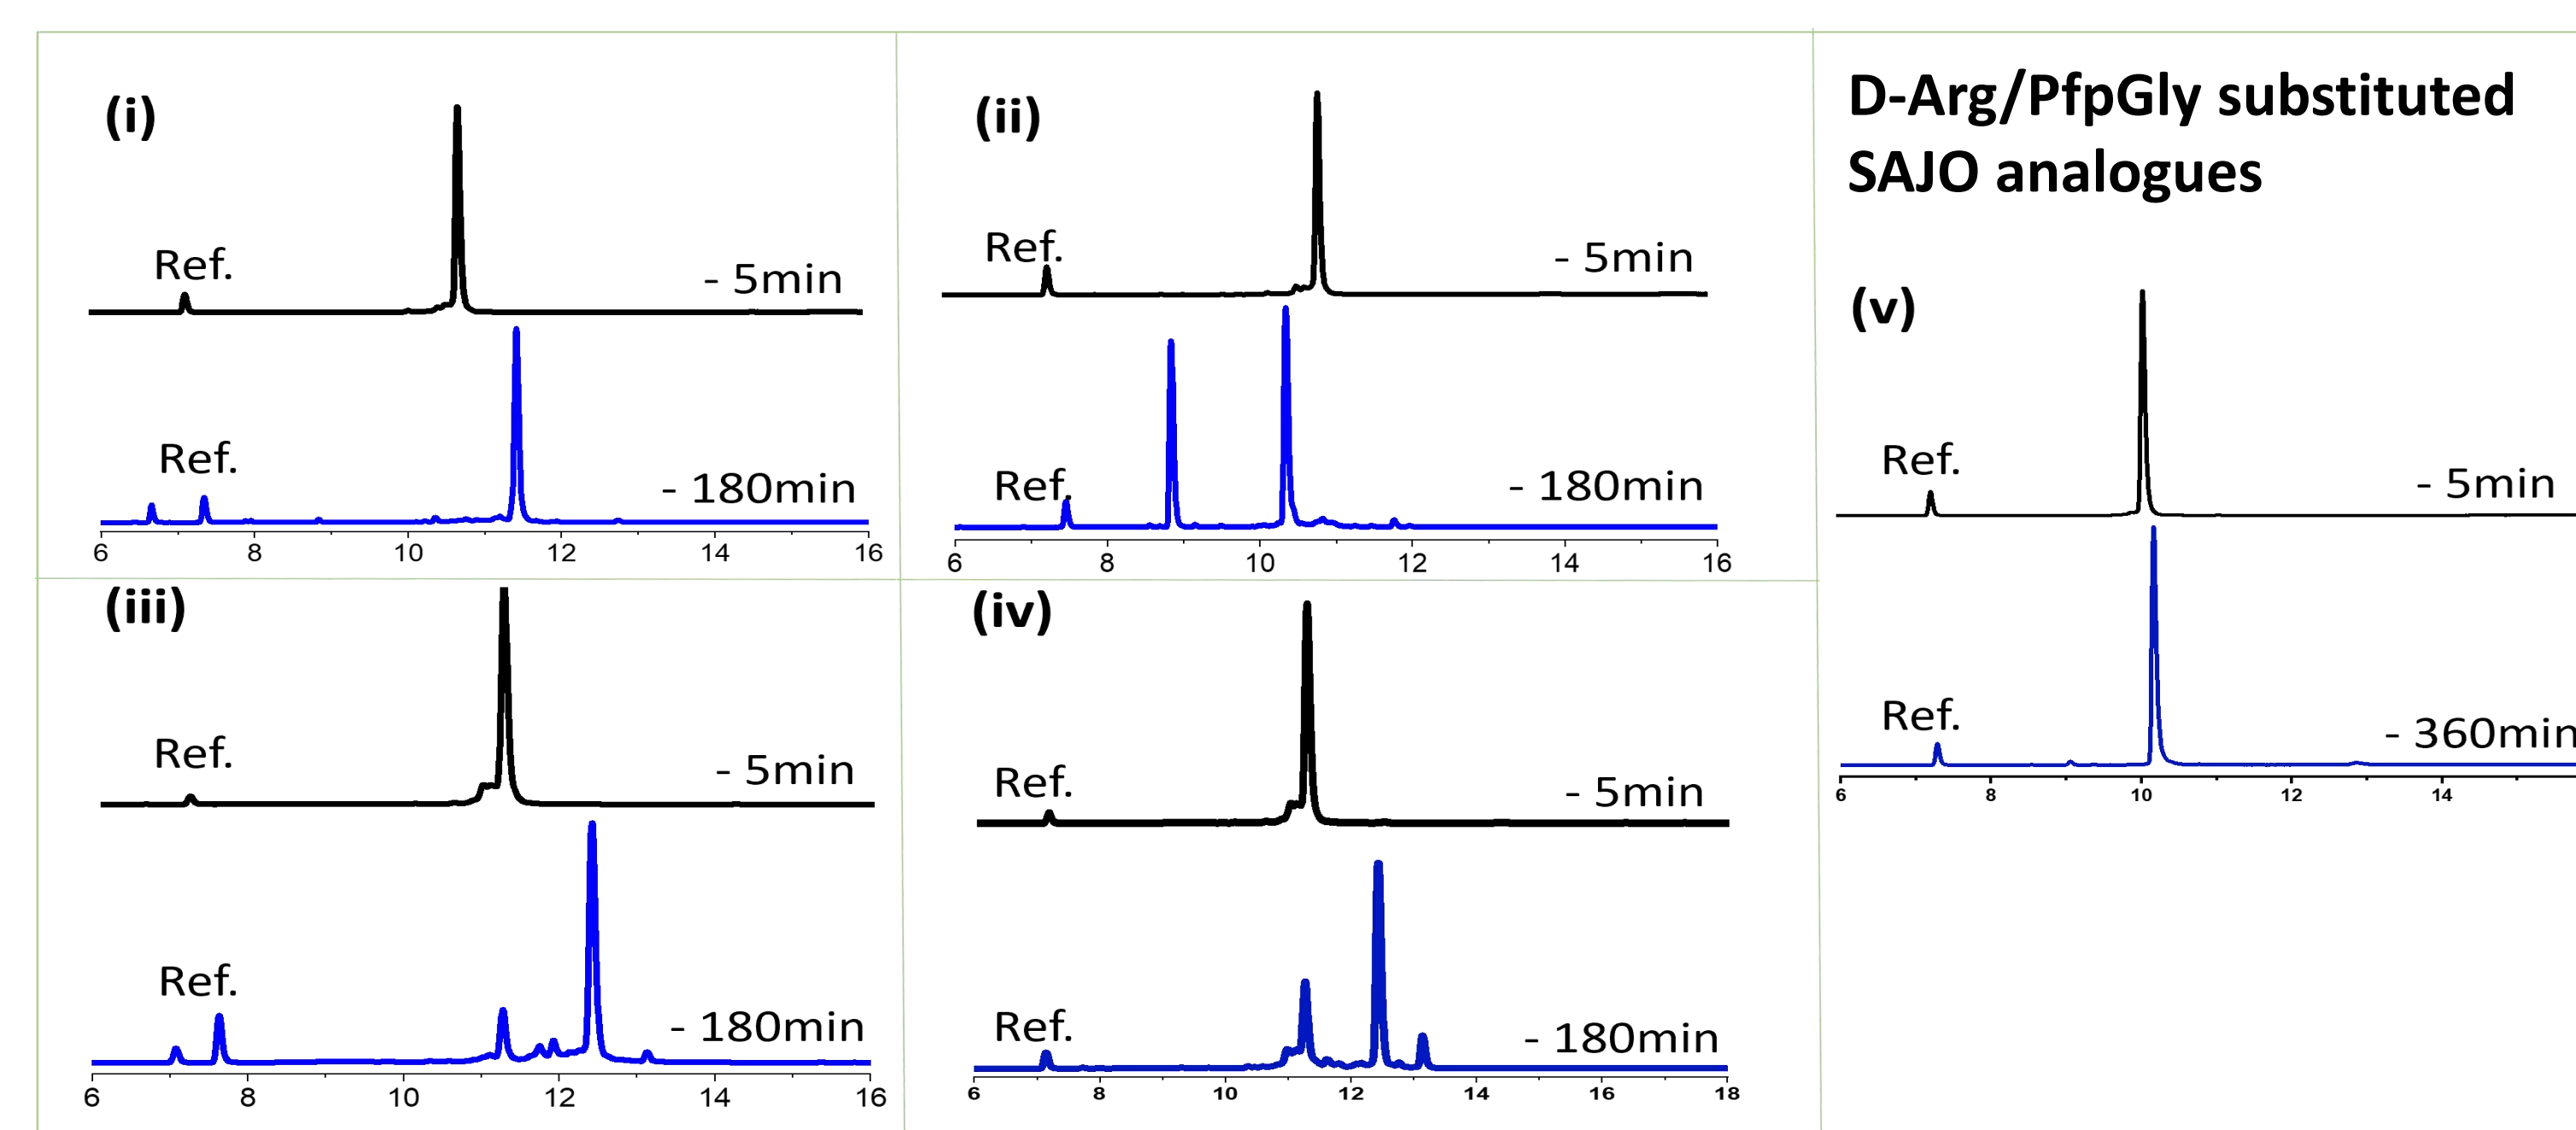 (i)
Ref.
- 5min
Ref.
- 180min
6 8 10 12 14 16
(ii)
Ref.
- 5min
Ref.
- 180min
6 8 10 12 14 16
(iii)
Ref.
- 5min
Ref.
- 180min
6 8 10 12 14 16
(iv)
Ref.
- 5min
Ref.
- 180min
6 8 10 12 14 16 18
D-Arg/PfpGly substituted
SAJO analogues
(v)
Ref.
- 5min
Ref.
- 360min
6 8 10 12 14